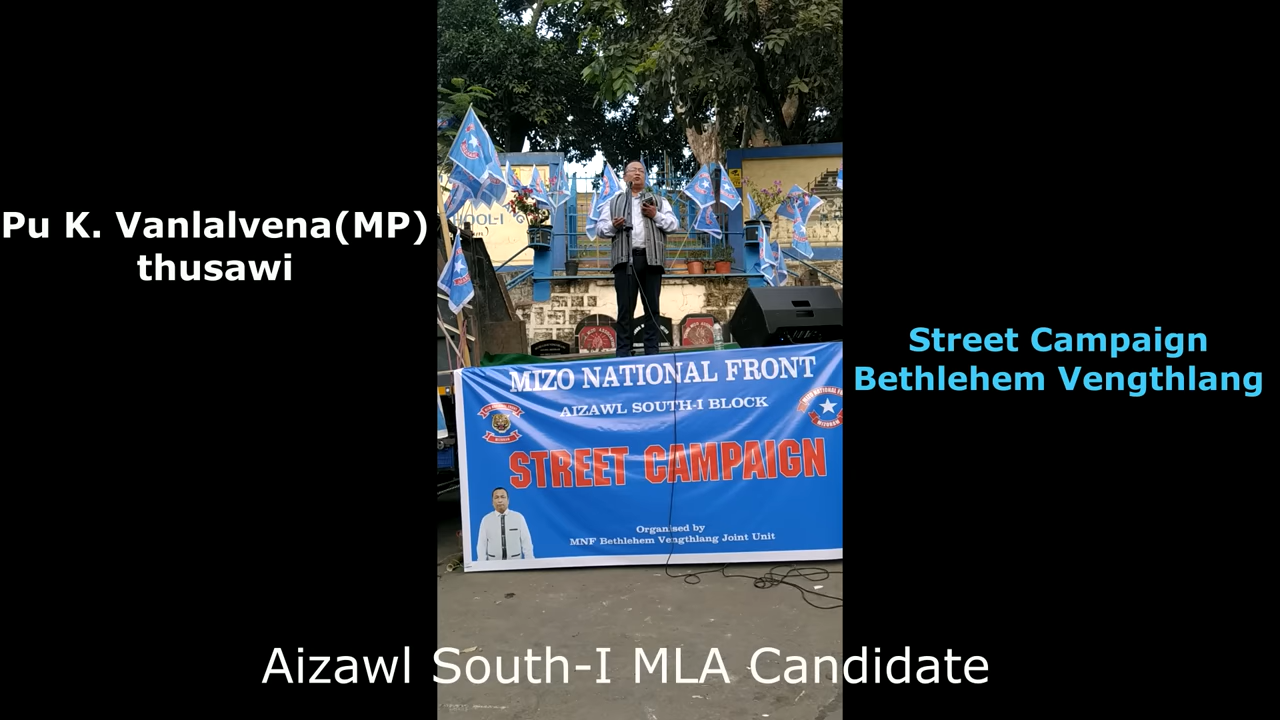 Pu K. Vanlalvena(MP)
thusawi
Street Campaign
Bethlehem Vengthlang
MIZO NATIONAL FRONT
AIZAWL SOUTH-I BLOCK
STREET CAMPAIGN
Organised by
MNF Bethlehem Vengthlang Joint Unit
MIZORAM
Aizawl South-I MLA Candidate